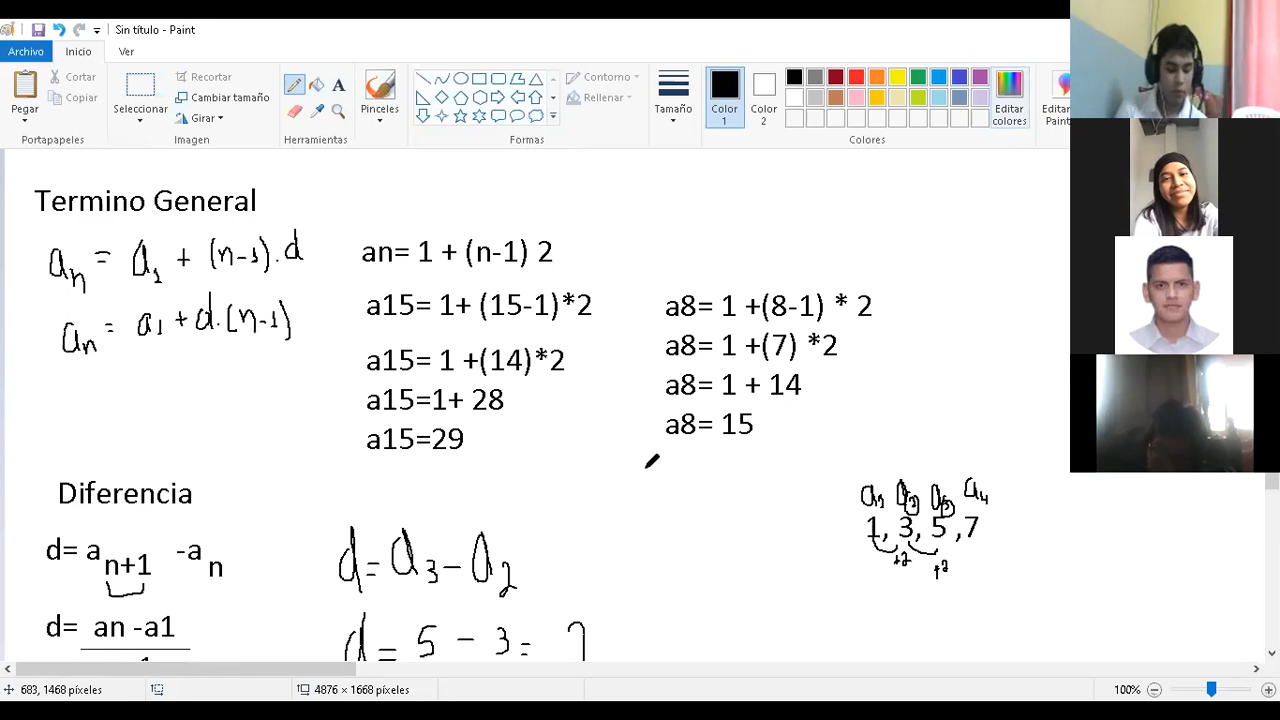 Sin título - Paint
Archivo Inicio Ver
Pegar
Cortar
Copiar
Portapapeles
Seleccionar
Recortar
Cambiar tamaño
Girar
Imagen
A
Herramientas
Pinceles
Contorno
Rellenar
Formas
Tamaño
Color 1
Color 2
Editar colores
Editar
Paint
Colores
Termino General
an = a1 + (n-1).d
an = a1 + d.(n-1)
an= 1 + (n-1) 2
a15= 1+ (15-1)*2
a15= 1 +(14)*2
a15=1+ 28
a15=29
a8= 1 +(8-1) * 2
a8= 1 +(7) *2
a8= 1 + 14
a8= 15
Diferencia
d= a n+1 -a n
d= an -a1
d= a3 - a2
d= 5 - 3 =
a1 a2 a3 a4
1, 3, 5 ,7
+2 +2
683, 1468 píxeles
4876 × 1668 píxeles
100%